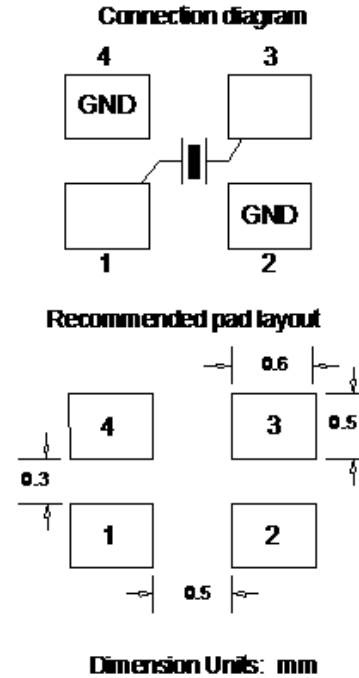 Connection diagram
4 3
GND
GND
1 2
Recommended pad layout
0.6
4 3 0.5
0.3
1 2
0.5
Dimension Units: mm